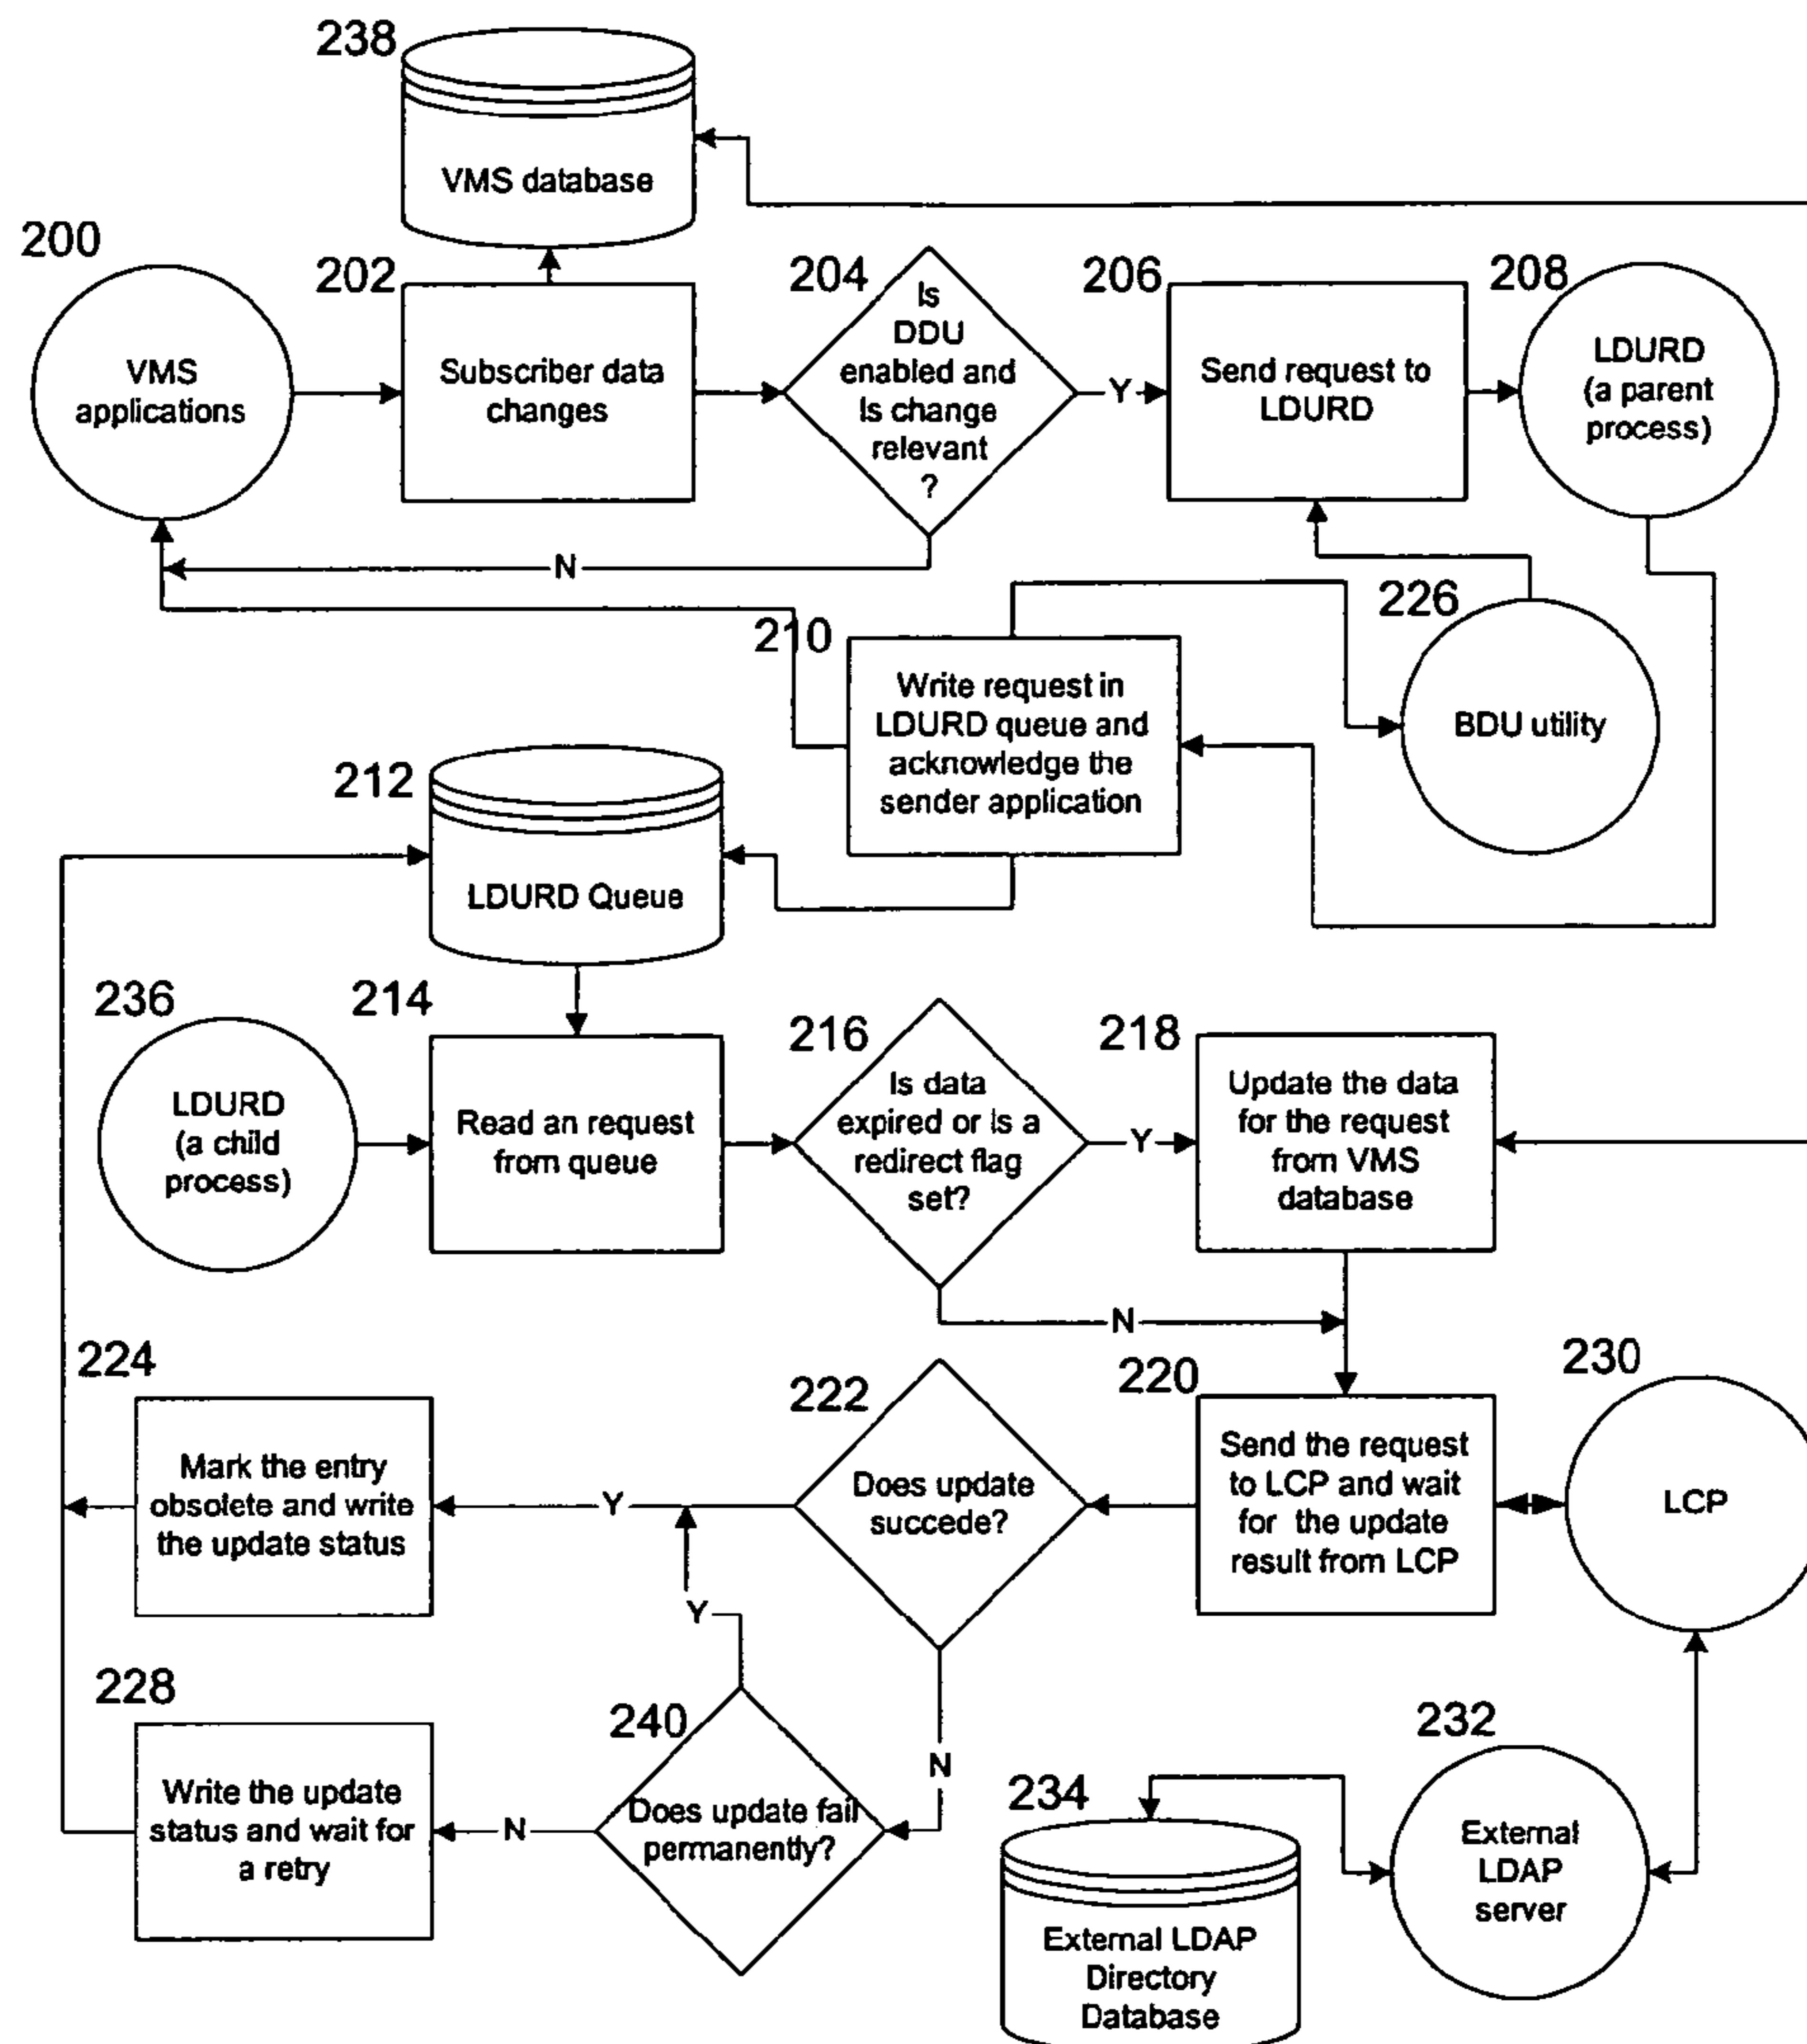 238
VMS database
200
VMS
applications
202
Subscriber data
changes
204
Is
DDU
enabled and
Is change
relevant
?
Y
N
206
Send request to
LDURD
208
LDURD
(a parent
process)
210
Write request in
LDURD queue and
acknowledge the
sender application
226
BDU utility
212
LDURD Queue
236
LDURD
(a child
process)
214
Read an request
from queue
216
Is data
expired or Is a
redirect flag
set?
Y
N
218
Update the data
for the request
from VMS
database
224
Mark the entry
obsolete and write
the update status
Y
222
Does update
succede?
220
Send the request
to LCP and wait
for the update
result from LCP
230
LCP
Y
N
228
Write the update
status and wait for
a retry
N
240
Does update fail
permanently?
234
External LDAP
Directory
Database
232
External
LDAP
server